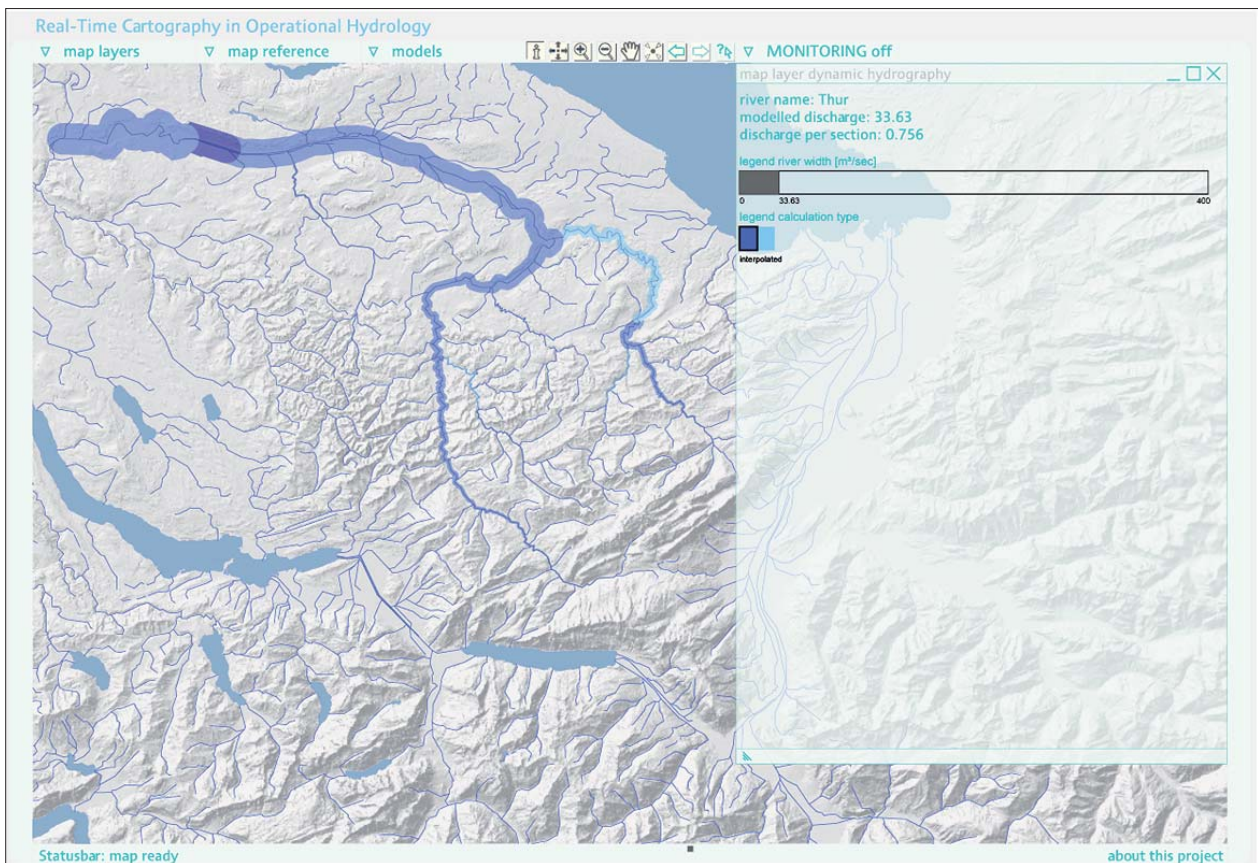 Real-Time Cartography in Operational Hydrology
map layers
map reference
models
MONITORING off
map layer dynamic hydrography
river name: Thur
modelled discharge: 33.63
discharge per section: 0.756
legend river width [m³/sec]
0 33.63 400
legend calculation type
interpolated
Statusbar: map ready
about this project